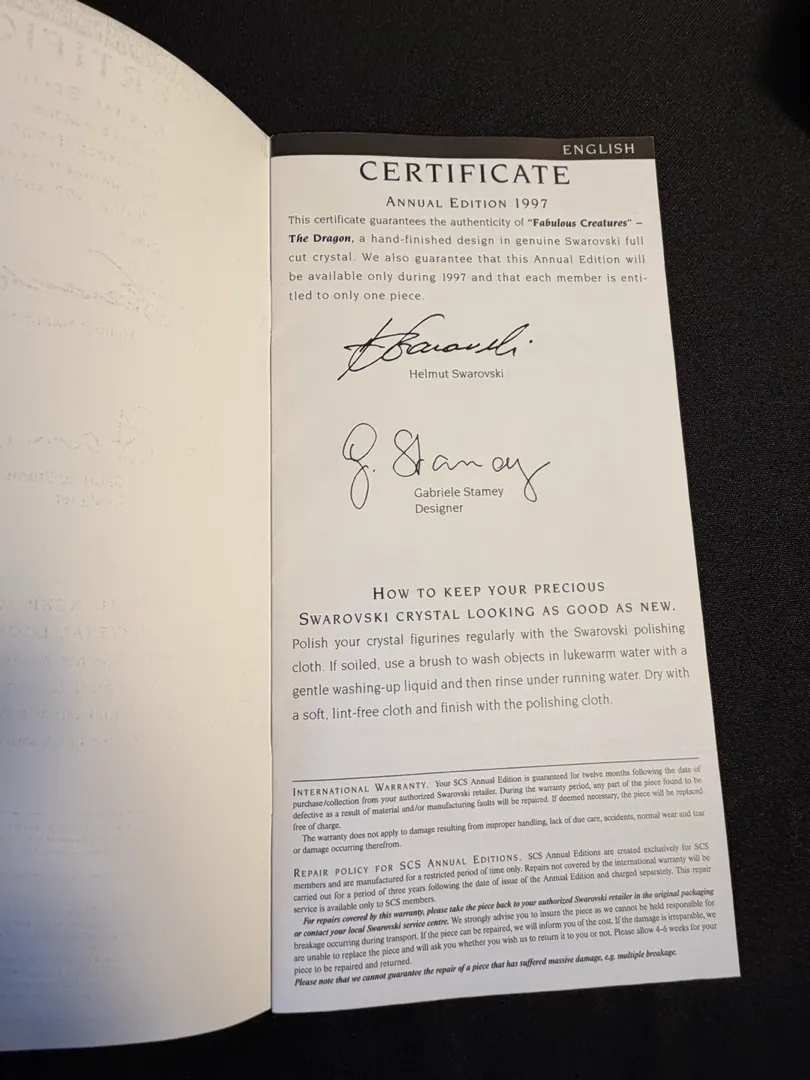 ENGLISH
CERTIFICATE
ANNUAL EDITION 1997
This certificate guarantees the authenticity of "Fabulous Creatures" –
The Dragon, a hand-finished design in genuine Swarovski full
cut crystal. We also guarantee that this Annual Edition will
be available only during 1997 and that each member is enti-
tled to only one piece.
Helmut Swarovski
G. Stamey
Gabriele Stamey
Designer
HOW TO KEEP YOUR PRECIOUS
SWAROVSKI CRYSTAL LOOKING AS GOOD AS NEW.
Polish your crystal figurines regularly with the Swarovski polishing
cloth. If soiled, use a brush to wash objects in lukewarm water with a
gentle washing-up liquid and then rinse under running water. Dry with
a soft, lint-free cloth and finish with the polishing cloth.
INTERNATIONAL WARRANTY. Your SCS Annual Edition is guaranteed for twelve months following the date of
purchase/collection from your authorized Swarovski retailer. During the warranty period, any part of the piece found to be
defective as a result of material and/or manufacturing faults will be repaired. If deemed necessary, the piece will be replaced
free of charge.
The warranty does not apply to damage resulting from improper handling, lack of due care, accidents, normal wear and tear
or damage occurring therefrom.
REPAIR POLICY FOR SCS ANNUAL EDITIONS. SCS Annual Editions are created exclusively for SCS
members and are manufactured for a restricted period of time only. Repairs not covered by the international warranty will be
carried out for a period of three years following the date of issue of the Annual Edition and charged separately. This repair
service is available only to SCS members.
For repairs covered by this warranty, please take the piece back to your authorized Swarovski retailer in the original packaging
or contact your local Swarovski service centre. We strongly advise you to insure the piece as we cannot be held responsible for
breakage occurring during transport. If the piece can be repaired, we will inform you of the cost. If the damage is irreparable, we
are unable to replace the piece and will ask you whether you wish us to return it to you or not. Please allow 4-6 weeks for your
piece to be repaired and returned.
Please note that we cannot guarantee the repair of a piece that has suffered massive damage, e.g. multiple breakage.